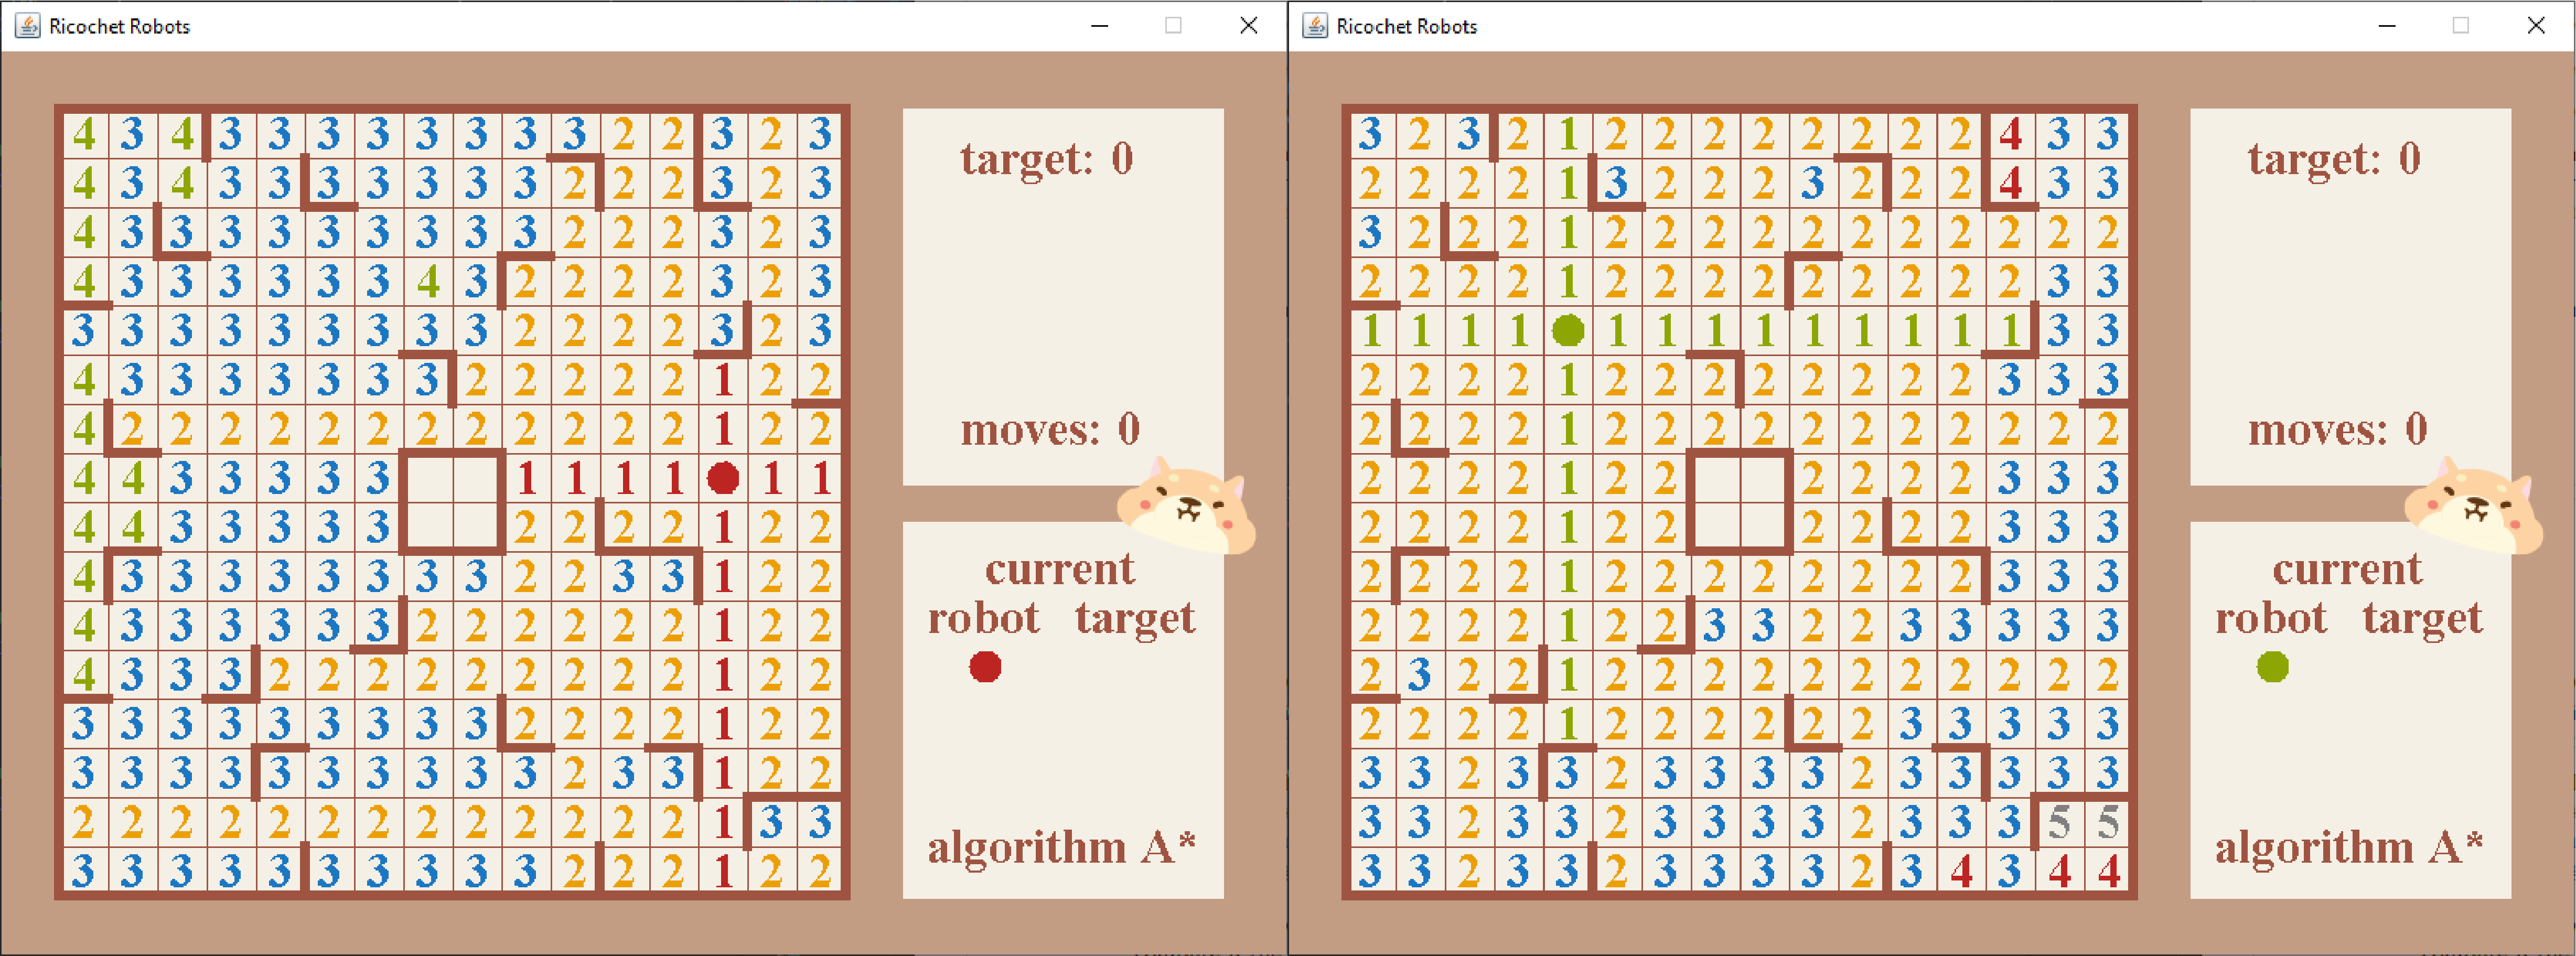 Ricochet Robots
4 3 4 3 3 3 3 3 3 3 3 2 2 3 2 3
4 3 4 3 3 3 3 3 3 3 2 2 2 3 2 3
4 3 3 3 3 3 3 3 3 3 2 2 2 3 2 3
4 3 3 3 3 3 3 4 3 2 2 2 2 3 2 3
3 3 3 3 3 3 3 3 3 2 2 2 2 3 2 3
4 3 3 3 3 3 3 3 2 2 2 2 2 1 2 2
4 2 2 2 2 2 2 2 2 2 2 2 2 1 2 2
4 4 3 3 3 3 3 1 1 1 1 1 1
4 4 3 3 3 3 3 2 2 2 2 1 2 2
4 3 3 3 3 3 3 3 3 2 2 3 3 1 2 2
4 3 3 3 3 3 3 2 2 2 2 2 2 1 2 2
4 3 3 3 2 2 2 2 2 2 2 2 2 1 2 2
3 3 3 3 3 3 3 3 3 2 2 2 2 1 2 2
3 3 3 3 3 3 3 3 3 3 2 3 3 1 2 2
2 2 2 2 2 2 2 2 2 2 2 2 2 1 3 3
3 3 3 3 3 3 3 3 3 3 2 2 2 1 2 2
target: 0
moves: 0
current
robot target
algorithm A*
Ricochet Robots
3 2 3 2 1 2 2 2 2 2 2 2 2 4 3 3
2 2 2 2 1 3 2 2 2 3 2 2 2 4 3 3
3 2 2 2 1 2 2 2 2 2 2 2 2 2 2 2
2 2 2 2 1 2 2 2 2 2 2 2 2 2 3 3
1 1 1 1 1 1 1 1 1 1 1 1 1 3 3
2 2 2 2 1 2 2 2 2 2 2 2 2 3 3 3
2 2 2 2 1 2 2 2 2 2 2 2 2 2 2 2
2 2 2 2 1 2 2 2 2 2 2 3 3 3
2 2 2 2 1 2 2 2 2 2 2 3 3 3
2 2 2 2 1 2 2 2 2 2 2 2 2 3 3 3
2 2 2 2 1 2 2 3 3 2 2 3 3 3 3 3
2 3 2 2 1 2 2 2 2 2 2 2 2 2 2 2
2 2 2 2 1 2 2 2 2 2 2 3 3 3 3 3
3 3 2 3 3 2 3 3 3 3 2 3 3 3 3 3
3 3 2 3 3 2 3 3 3 3 2 3 3 3 5 5
3 3 2 3 3 2 3 3 3 3 2 3 4 3 4 4
target: 0
moves: 0
current
robot target
algorithm A*